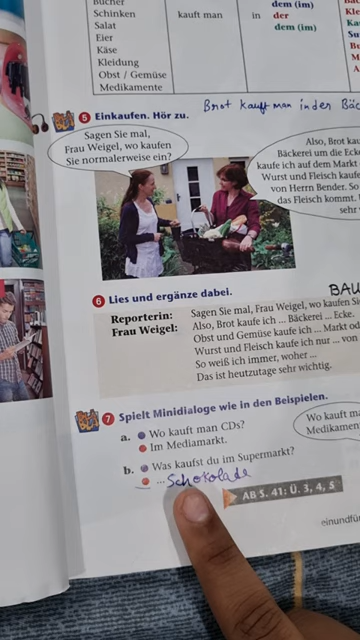 Bücher
Schinken
Salat
Eier
Käse
Kleidung
Obst / Gemüse
Medikamente
kauft man
in
dem (im)
der
dem (im)
Brot kauft man in der Bäc
5 Einkaufen. Hör zu.
Sagen Sie mal,
Frau Weigel, wo kaufen
Sie normalerweise ein?
Also, Brot kau
Bäckerei um die Ecke
kaufe ich auf dem Markt
Wurst und Fleisch kaufe
von Herrn Bender. So
das Fleisch kommt.
sehr
6 Lies und ergänze dabei.
BAU
Reporterin: Sagen Sie mal, Frau Weigel, wo kaufen Sie
Frau Weigel: Also, Brot kaufe ich ... Bäckerei ... Ecke.
Obst und Gemüse kaufe ich ... Markt od
Wurst und Fleisch kaufe ich nur ... von
So weiß ich immer, woher ...
Das ist heutzutage sehr wichtig.
7 Spielt Minidialoge wie in den Beispielen.
a. Wo kauft man CDs?
Im Mediamarkt.
Wo kauft ma
Medikamen
b. Was kaufst du im Supermarkt?
... Schokolade
AB S. 41: Ü. 3, 4, 5
einundfün